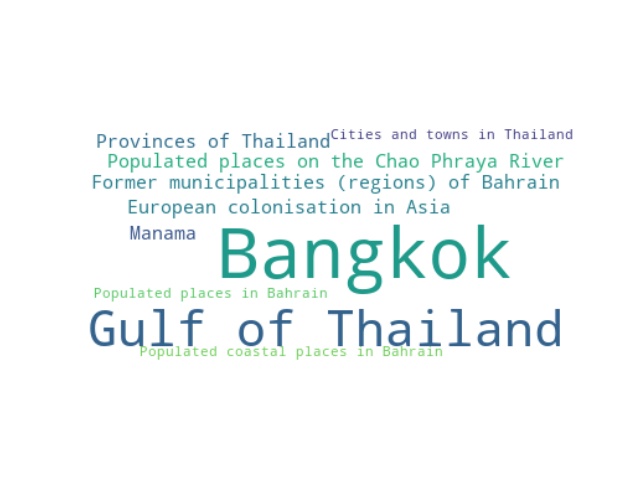 Cities and towns in Thailand
Provinces of Thailand
Populated places on the Chao Phraya River
Former municipalities (regions) of Bahrain
European colonisation in Asia
Manama
Bangkok
Populated places in Bahrain
Gulf of Thailand
Populated coastal places in Bahrain